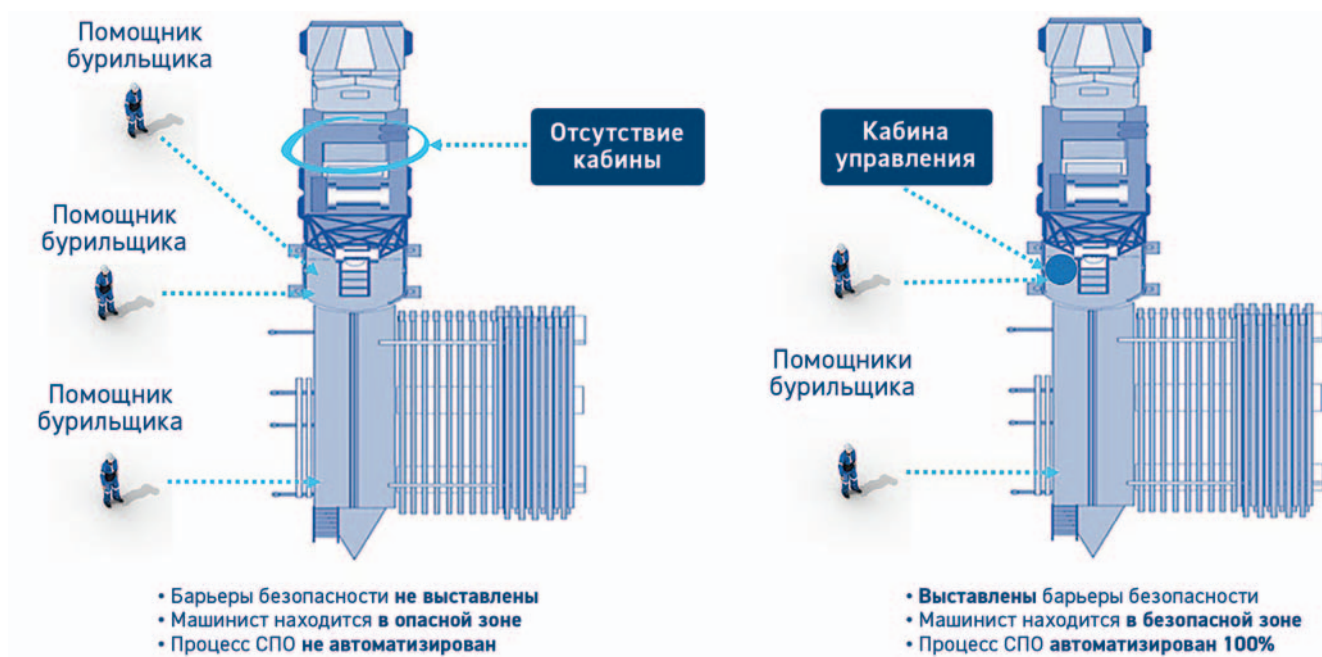 Помощник
бурильщика
Отсутствие
кабины
Помощник
бурильщика
Помощник
бурильщика
• Барьеры безопасности не выставлены
• Машинист находится в опасной зоне
• Процесс СПО не автоматизирован
Кабина
управления
Помощники
бурильщика
• Выставлены барьеры безопасности
• Машинист находится в безопасной зоне
• Процесс СПО автоматизирован 100%